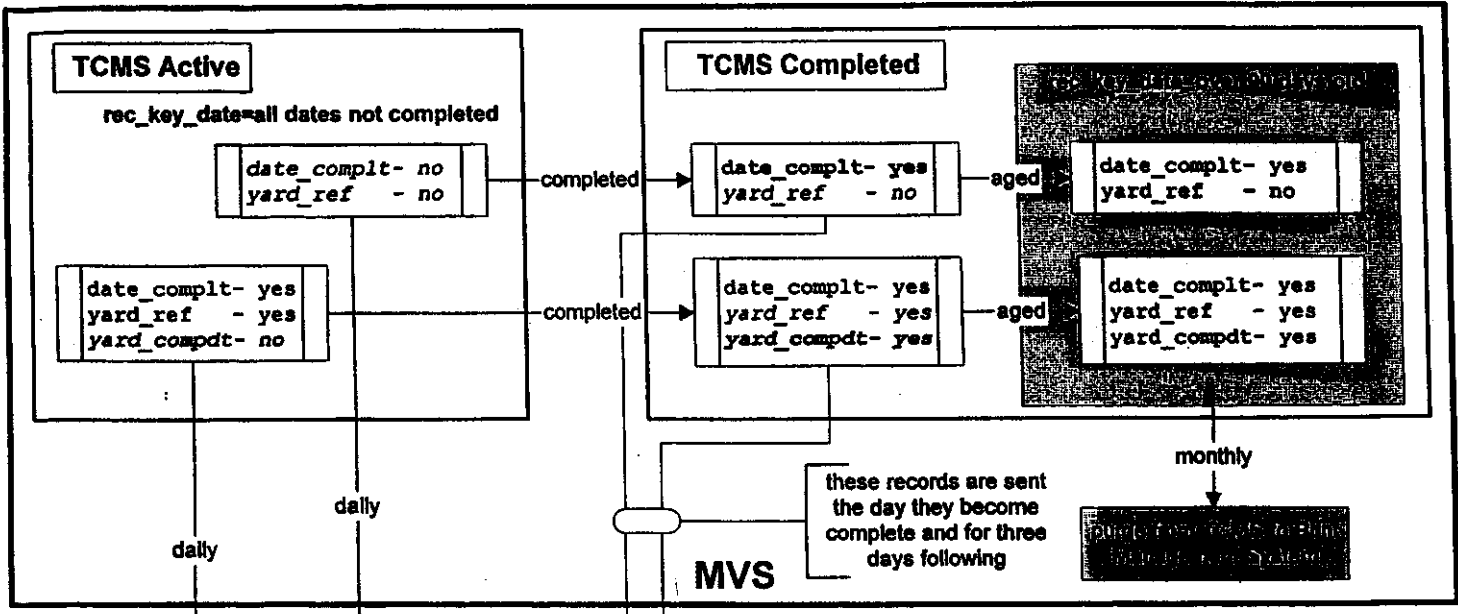 TCMS Active
rec_key_date=all dates not completed
date_complt- no
yard_ref - no
completed
date_complt- yes
yard_ref - yes
yard_compdt- no
completed
daily
daily
TCMS Completed
rec_key_date over
date_complt- yes
yard_ref - no
aged
date_complt- yes
yard_ref - no
date_complt- yes
yard_ref - yes
yard_compdt- yes
aged
date_complt- yes
yard_ref - yes
yard_compdt- yes
monthly
these records are sent
the day they become
complete and for three
days following
MVS